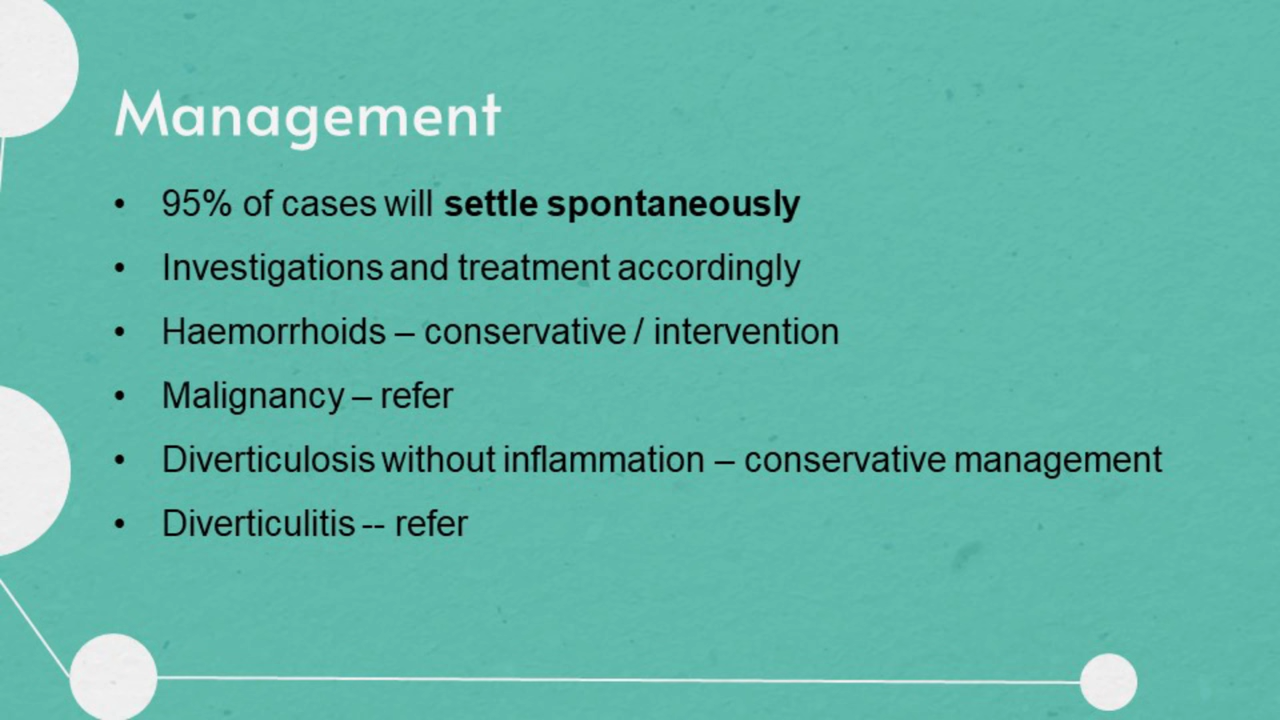 Management
• 95% of cases will settle spontaneously
• Investigations and treatment accordingly
• Haemorrhoids – conservative / intervention
• Malignancy – refer
• Diverticulosis without inflammation – conservative management
• Diverticulitis -- refer